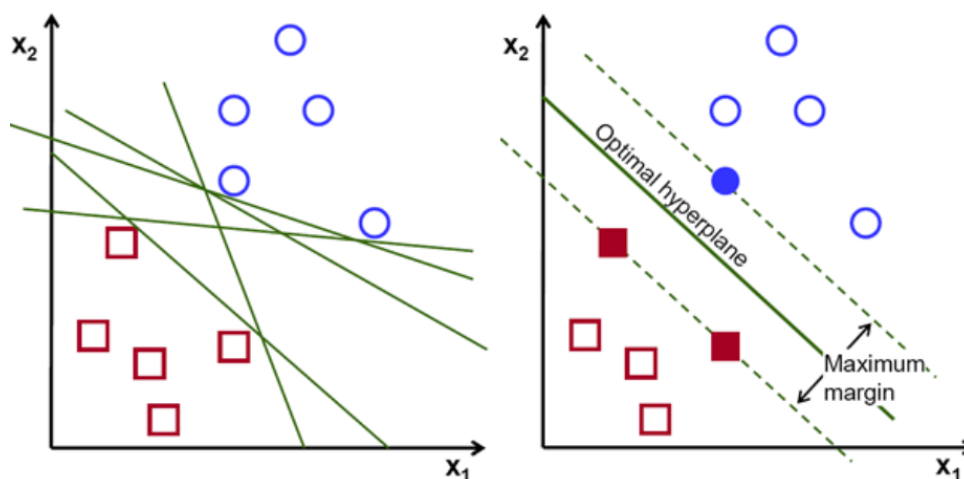 x₂
x₁
x₂
Optimal hyperplane
Maximum
margin
x₁